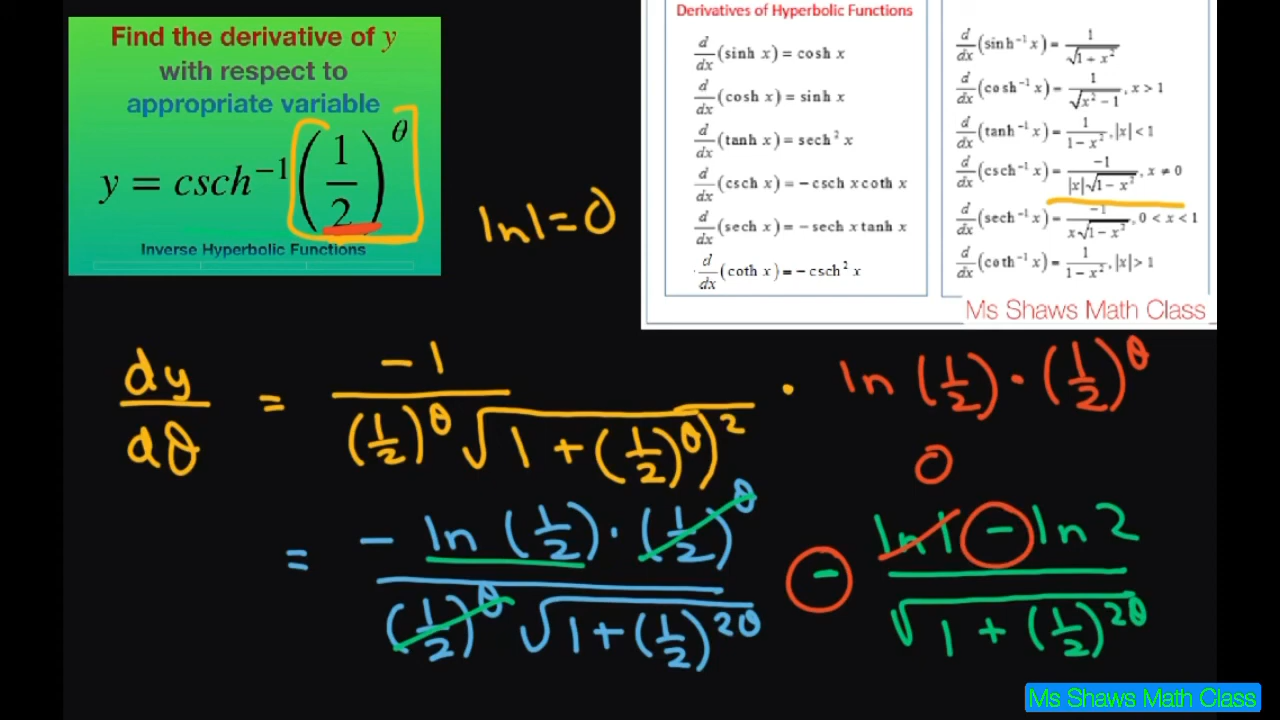 Find the derivative of y
with respect to
appropriate variable
y = csch⁻¹(1/2)^θ
Inverse Hyperbolic Functions
ln1=0
Derivatives of Hyperbolic Functions
d/dx (sinh x) = cosh x
d/dx (cosh x) = sinh x
d/dx (tanh x) = sech² x
d/dx (csch x) = − csch x coth x
d/dx (sech x) = − sech x tanh x
d/dx (coth x) = − csch² x
d/dx (sinh⁻¹ x) = 1/√(1 + x²)
d/dx (cosh⁻¹ x) = 1/√(x² − 1), x > 1
d/dx (tanh⁻¹ x) = 1/(1 − x²), |x| < 1
d/dx (csch⁻¹ x) = −1/(|x|√(1 − x²)), x ≠ 0
d/dx (sech⁻¹ x) = −1/(x√(1 − x²)), 0 < x < 1
d/dx (coth⁻¹ x) = 1/(1 − x²), |x| > 1
Ms Shaws Math Class
dy/dθ = −1/((1/2)^θ √(1 + (1/2)^θ)²) · ln(1/2) · (1/2)^θ
0
= − ln(1/2) · (1/2)^θ / ((1/2)^θ √(1 + (1/2)^2θ)) − (ln1 − ln2)/√(1 + (1/2)^2θ)
Ms Shaws Math Class